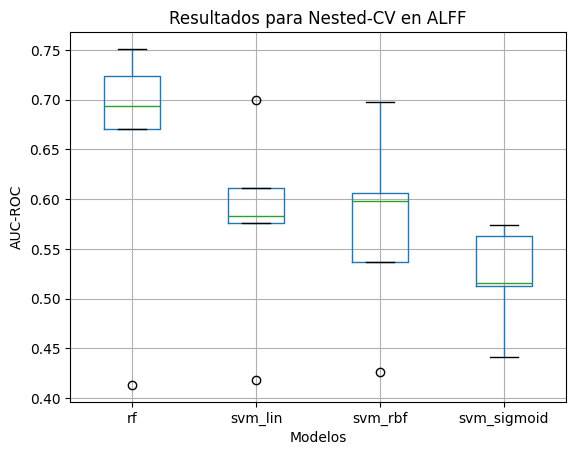 Resultados para Nested-CV en ALFF
0.75
0.70
0.65
0.60
0.55
0.50
0.45
0.40
AUC-ROC
rf svm_lin svm_rbf svm_sigmoid
Modelos